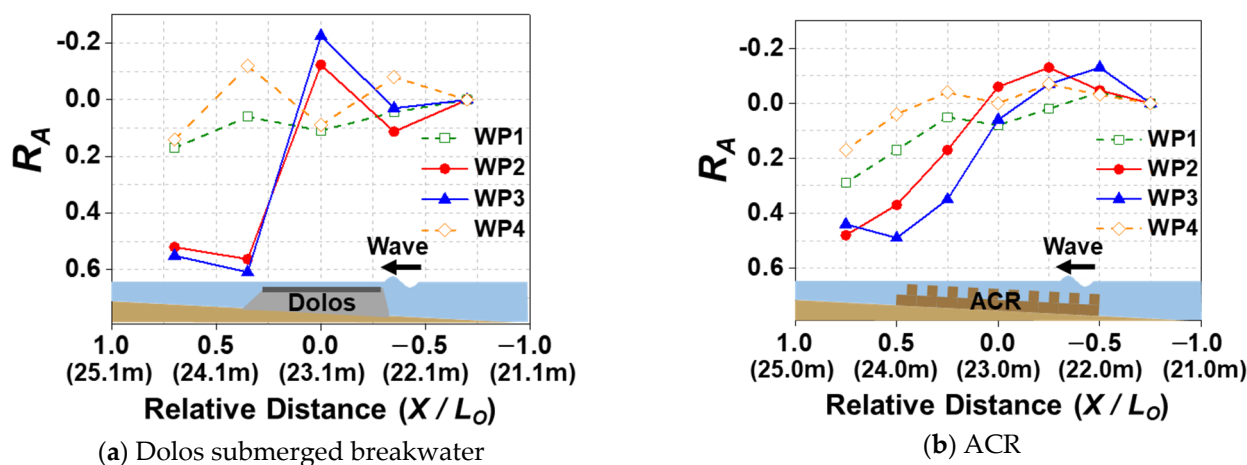 -0.2
0.0
0.2
0.4
0.6
R_A
WP1
WP2
WP3
WP4
Wave
Dolos
1.0 0.5 0.0 −0.5 −1.0
(25.1m) (24.1m) (23.1m) (22.1m) (21.1m)
Relative Distance (X / L_O)
(a) Dolos submerged breakwater
-0.2
0.0
0.2
0.4
0.6
R_A
WP1
WP2
WP3
WP4
Wave
ACR
1.0 0.5 0.0 −0.5 −1.0
(25.0m) (24.0m) (23.0m) (22.0m) (21.0m)
Relative Distance (X / L_O)
(b) ACR